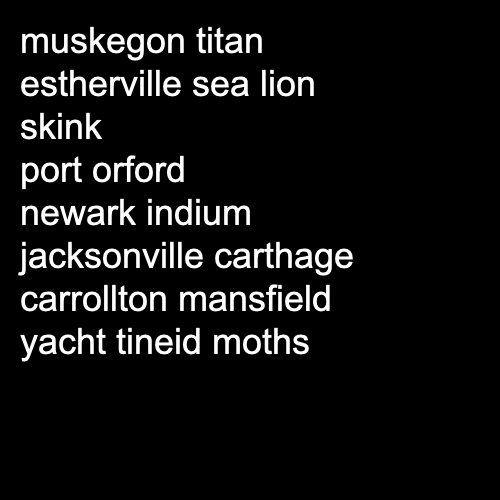 muskegon titan
estherville sea lion
skink
port orford
newark indium
jacksonville carthage
carrollton mansfield
yacht tineid moths